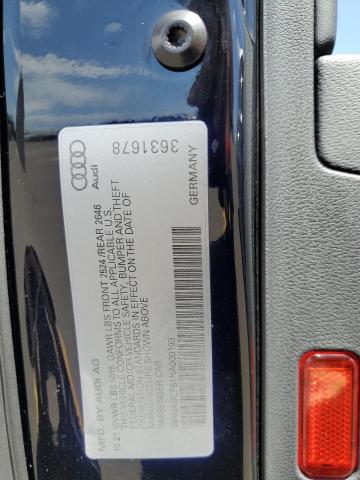 Audi
3631678
MFD. BY AUDI AG
10.21 GVWR LBS 5016, GAWR LBS FRONT 2524/REAR 2646
THIS VEHICLE CONFORMS TO ALL APPLICABLE U.S.
FEDERAL MOTOR VEHICLE SAFETY, BUMPER AND THEFT
PREVENTION STANDARDS IN EFFECT ON THE DATE OF
MANUFACTURE SHOWN ABOVE
PASSENGER CAR
GERMANY